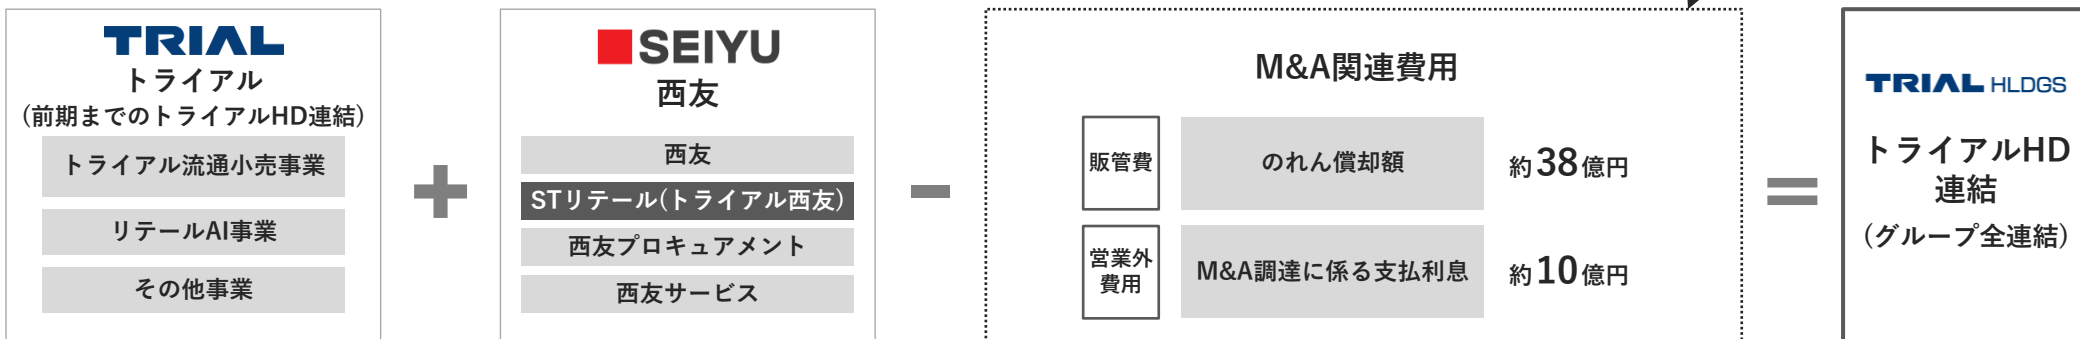 TRIAL
トライアル
(前期までのトライアルHD連結)
トライアル流通小売事業
リテールAI事業
その他事業
+
SEIYU
西友
西友
STリテール(トライアル西友)
西友プロキュアメント
西友サービス
-
M&A関連費用
販管費
のれん償却額
約38億円
営業外
費用
M&A調達に係る支払利息
約10億円
=
TRIAL HLDGS
トライアルHD
連結
(グループ全連結)